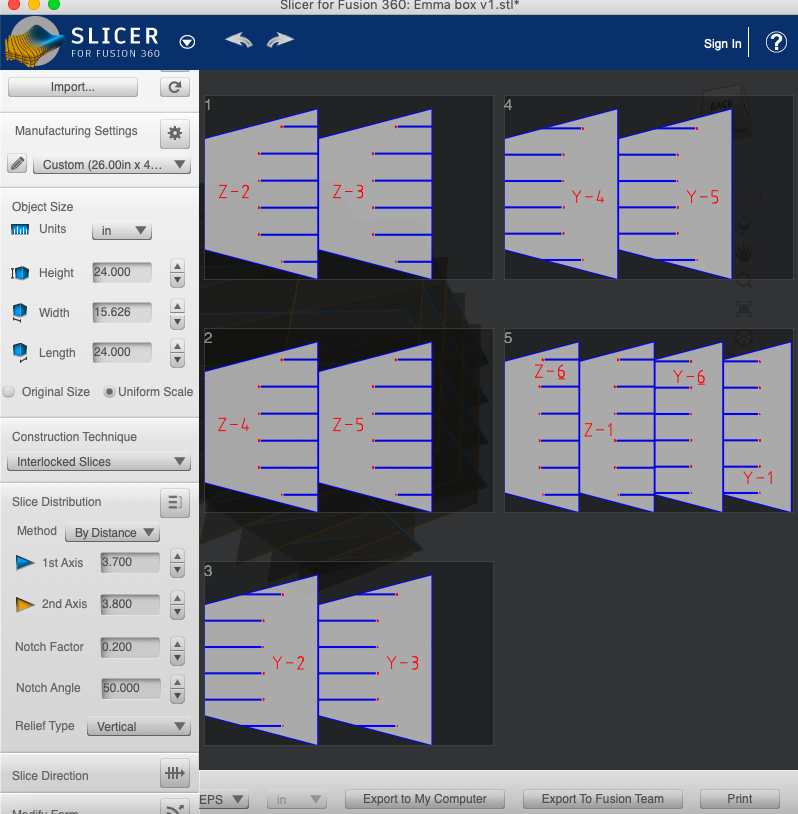 Slicer for Fusion 360: Emma box v1.stl*
SLICER
FOR FUSION 360
Sign In
?
Import...
Manufacturing Settings
Custom (26.00in x 4...
Object Size
Units in
Height 24.000
Width 15.626
Length 24.000
Original Size Uniform Scale
Construction Technique
Interlocked Slices
Slice Distribution
Method By Distance
1st Axis 3.700
2nd Axis 3.800
Notch Factor 0.200
Notch Angle 50.000
Relief Type Vertical
Slice Direction
Modify Form
1
Z-2 Z-3
2
Z-4 Z-5
3
Y-2 Y-3
4
BACK
Y-4 Y-5
5
Z-6 Y-6
Z-1
Y-1
EPS in Export to My Computer Export To Fusion Team Print